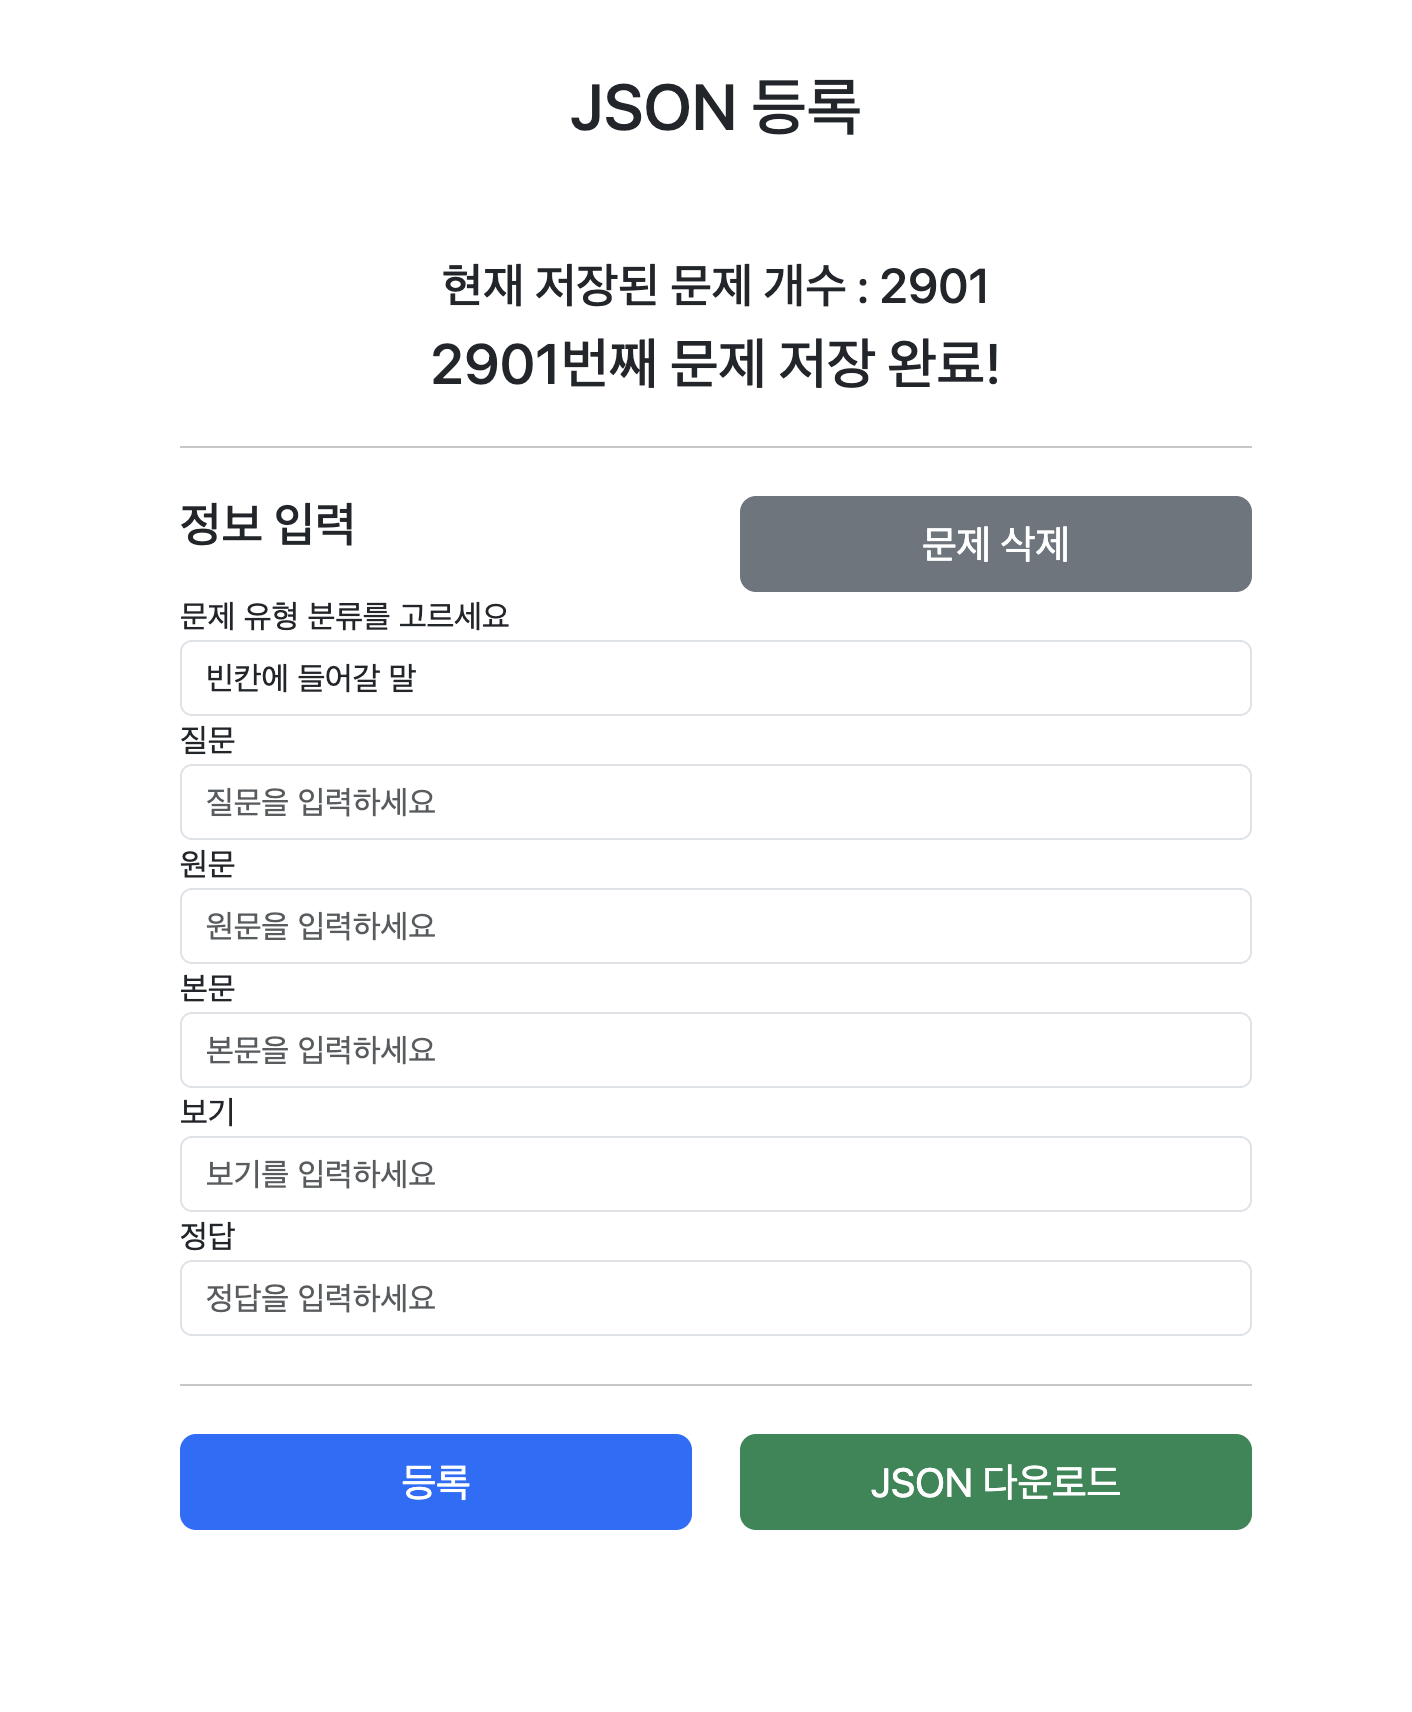 JSON 등록
현재 저장된 문제 개수 : 2901
2901번째 문제 저장 완료!
정보 입력
문제 삭제
문제 유형 분류를 고르세요
빈칸에 들어갈 말
질문
질문을 입력하세요
원문
원문을 입력하세요
본문
본문을 입력하세요
보기
보기를 입력하세요
정답
정답을 입력하세요
등록
JSON 다운로드